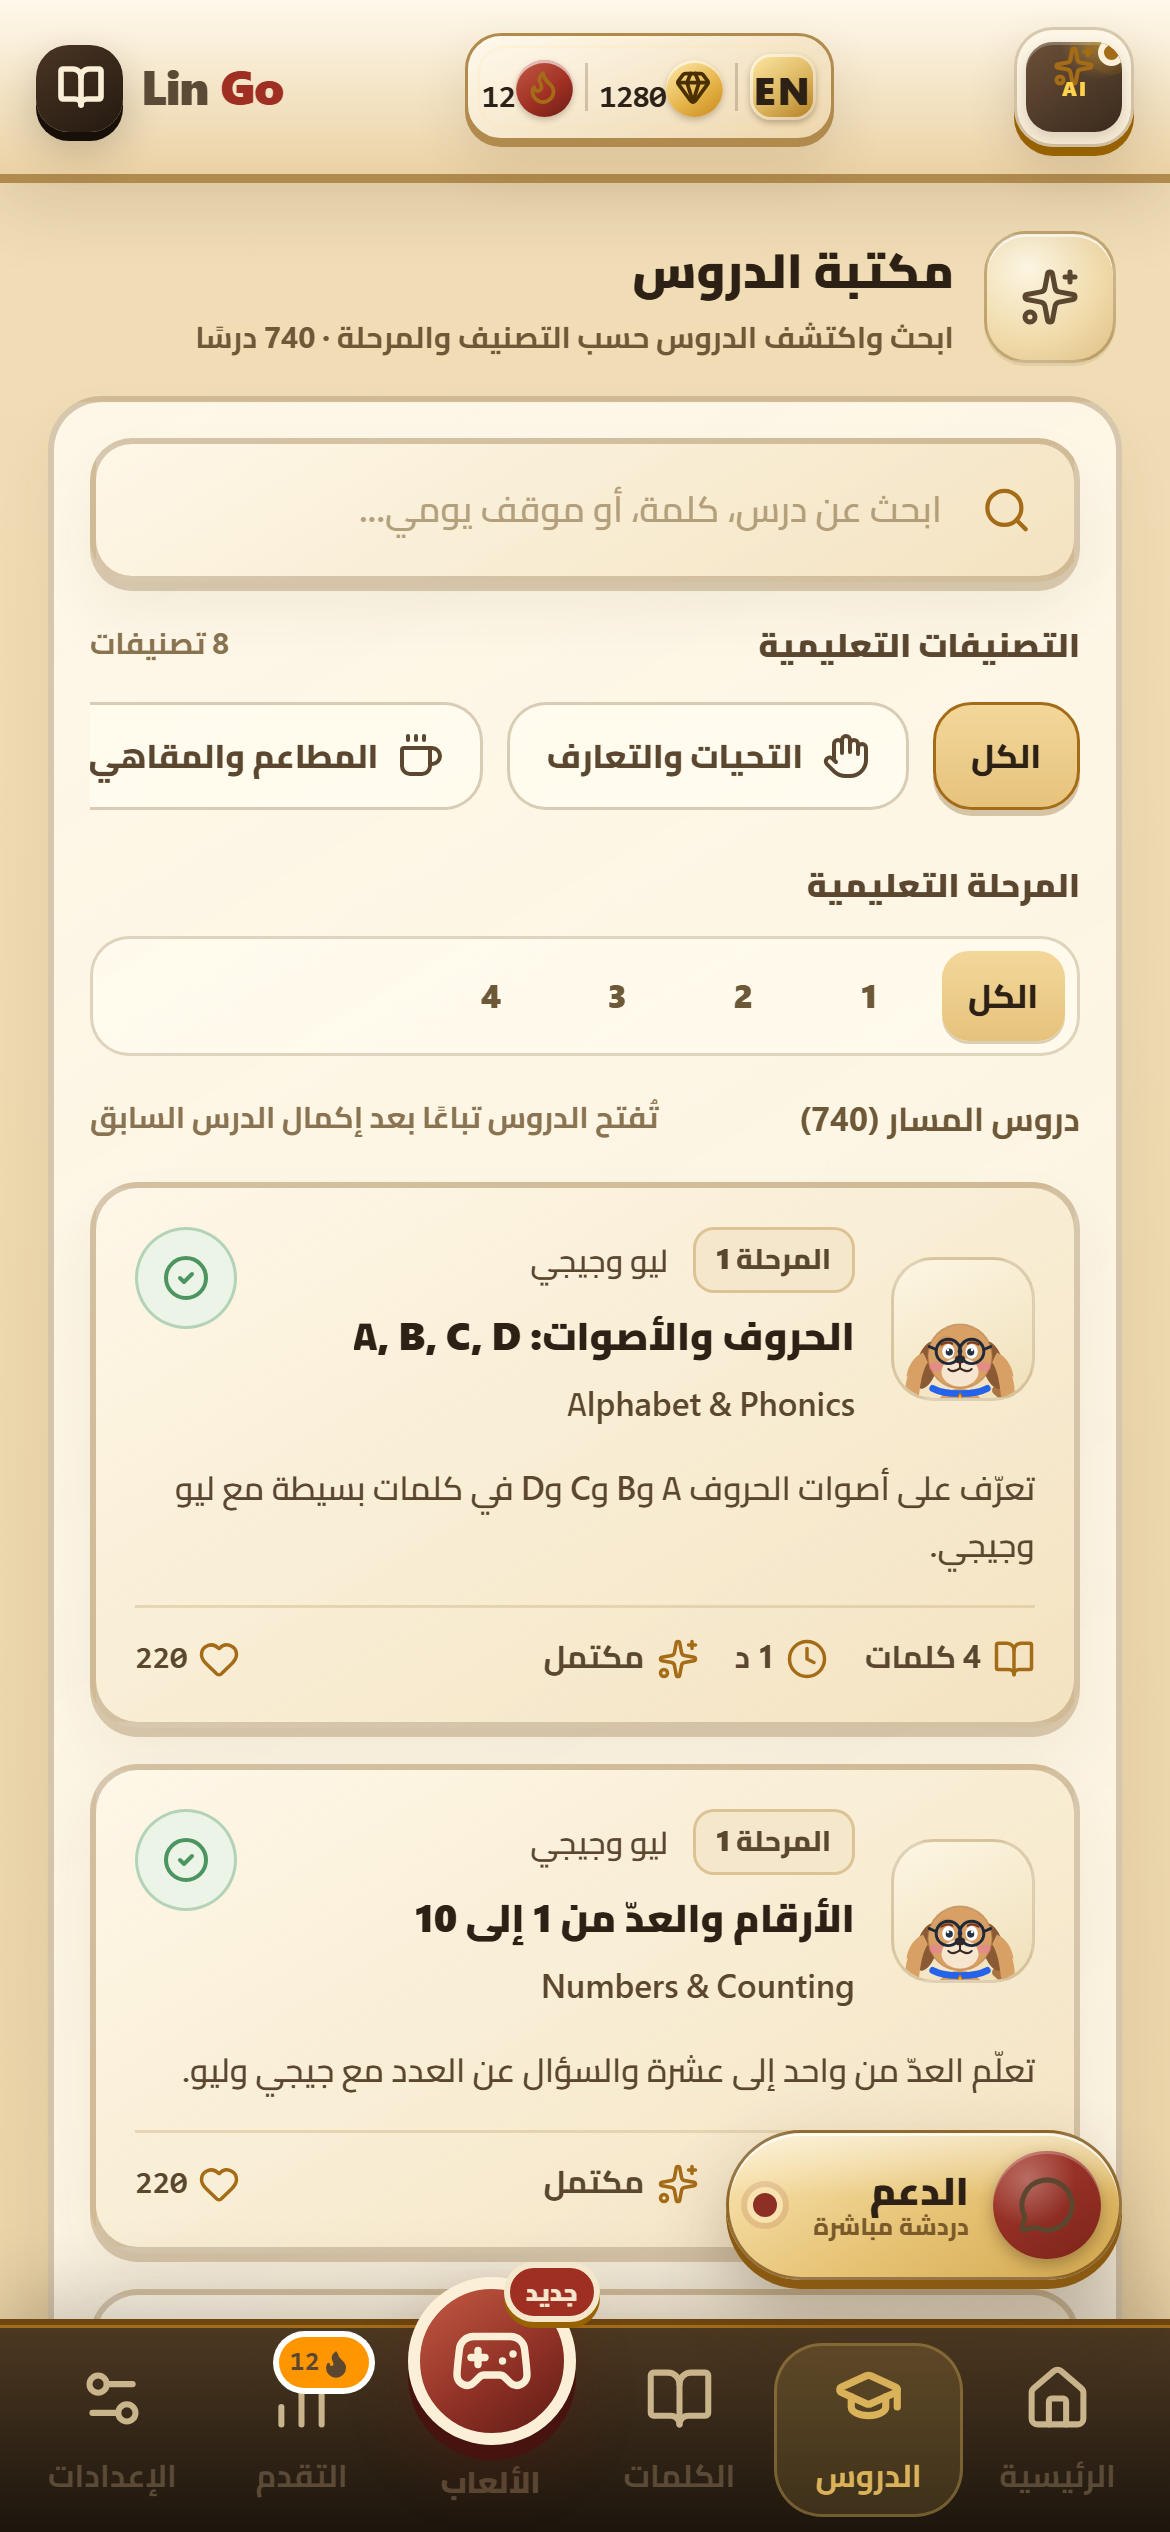 Lin Go
12
1280
EN
AI
مكتبة الدروس
ابحث واكتشف الدروس حسب التصنيف والمرحلة · 740 درسًا
ابحث عن درس، كلمة، أو موقف يومي...
التصنيفات التعليمية
8 تصنيفات
الكل
التحيات والتعارف
المطاعم والمقاهي
المرحلة التعليمية
الكل
1
2
3
4
دروس المسار (740)
تُفتح الدروس تباعًا بعد إكمال الدرس السابق
المرحلة 1
ليو وجيجي
الحروف والأصوات: A, B, C, D
Alphabet & Phonics
تعرّف على أصوات الحروف A وB وC وD في كلمات بسيطة مع ليو
وجيجي.
4 كلمات
1 د
مكتمل
220
المرحلة 1
ليو وجيجي
الأرقام والعدّ من 1 إلى 10
Numbers & Counting
تعلّم العدّ من واحد إلى عشرة والسؤال عن العدد مع جيجي وليو.
مكتمل
220
الدعم
دردشة مباشرة
جديد
12
الرئيسية
الدروس
الكلمات
الألعاب
التقدم
الإعدادات